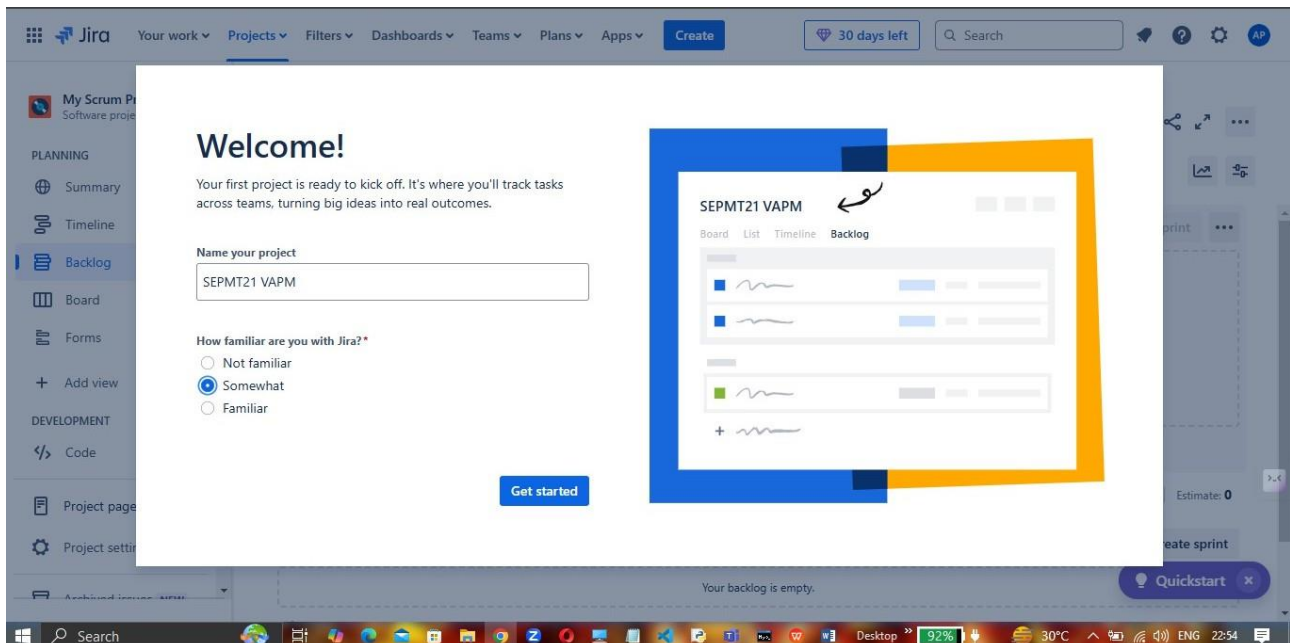 Jira
Your work
Projects
Filters
Dashboards
Teams
Plans
Apps
Create
30 days left
Search
AP
My Scrum Pr
Software proje
PLANNING
Summary
Timeline
Backlog
Board
Forms
Add view
DEVELOPMENT
Code
Project page
Project settin
Archived issues NEW
Welcome!
Your first project is ready to kick off. It's where you'll track tasks
across teams, turning big ideas into real outcomes.
Name your project
SEPMT21 VAPM
How familiar are you with Jira?*
Not familiar
Somewhat
Familiar
Get started
SEPMT21 VAPM
Board List Timeline Backlog
print
Estimate: 0
reate sprint
Your backlog is empty.
Quickstart
Search
Desktop
92%
30°C
ENG
22:54